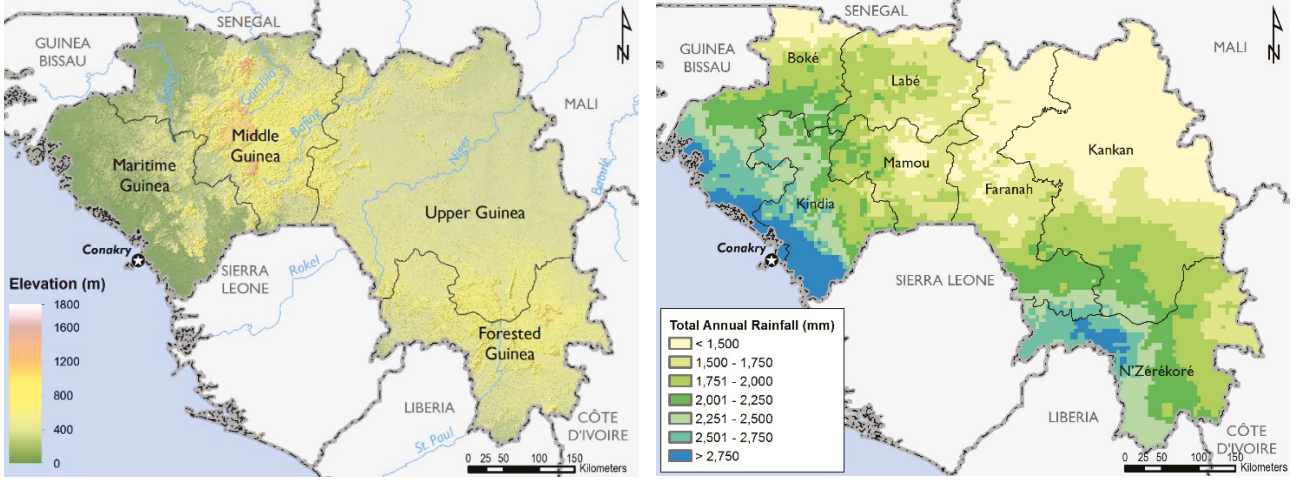 SENEGAL
GUINEA
BISSAU
N
MALI
Gambia
Bafing
Middle
Guinea
Niger
Maritime
Guinea
Upper Guinea
Conakry
SIERRA
LEONE
Rokel
Forested
Guinea
LIBERIA
St. Paul
CÔTE
D'IVOIRE
Elevation (m)
1800
1600
1200
800
400
0
0 25 50 100 150
Kilometers
SENEGAL
GUINEA
BISSAU
N
MALI
Boké
Labé
Mamou
Kankan
Faranah
Kindia
Conakry
SIERRA LEONE
N'Zérékoré
LIBERIA
CÔTE
D'IVOIRE
Total Annual Rainfall (mm)
< 1,500
1,500 - 1,750
1,751 - 2,000
2,001 - 2,250
2,251 - 2,500
2,501 - 2,750
> 2,750
0 25 50 100 150
Kilometers